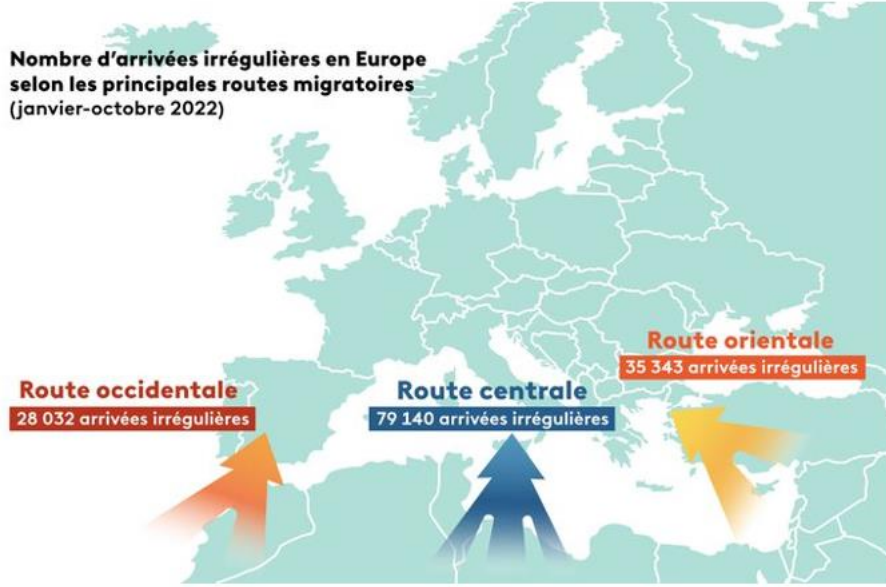 Nombre d'arrivées irrégulières en Europe
selon les principales routes migratoires
(janvier-octobre 2022)
Route orientale
35 343 arrivées irrégulières
Route occidentale
28 032 arrivées irrégulières
Route centrale
79 140 arrivées irrégulières